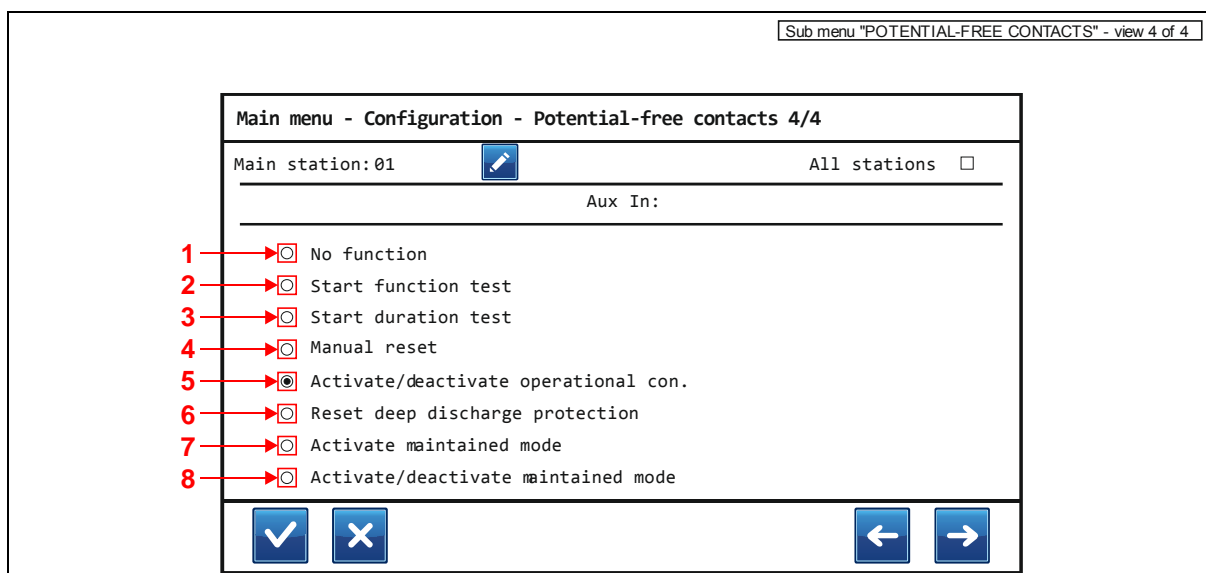 Sub menu "POTENTIAL-FREE CONTACTS" - view 4 of 4
Main menu - Configuration - Potential-free contacts 4/4
Main station: 01 All stations
Aux In:
1 No function
2 Start function test
3 Start duration test
4 Manual reset
5 Activate/deactivate operational con.
6 Reset deep discharge protection
7 Activate maintained mode
8 Activate/deactivate maintained mode